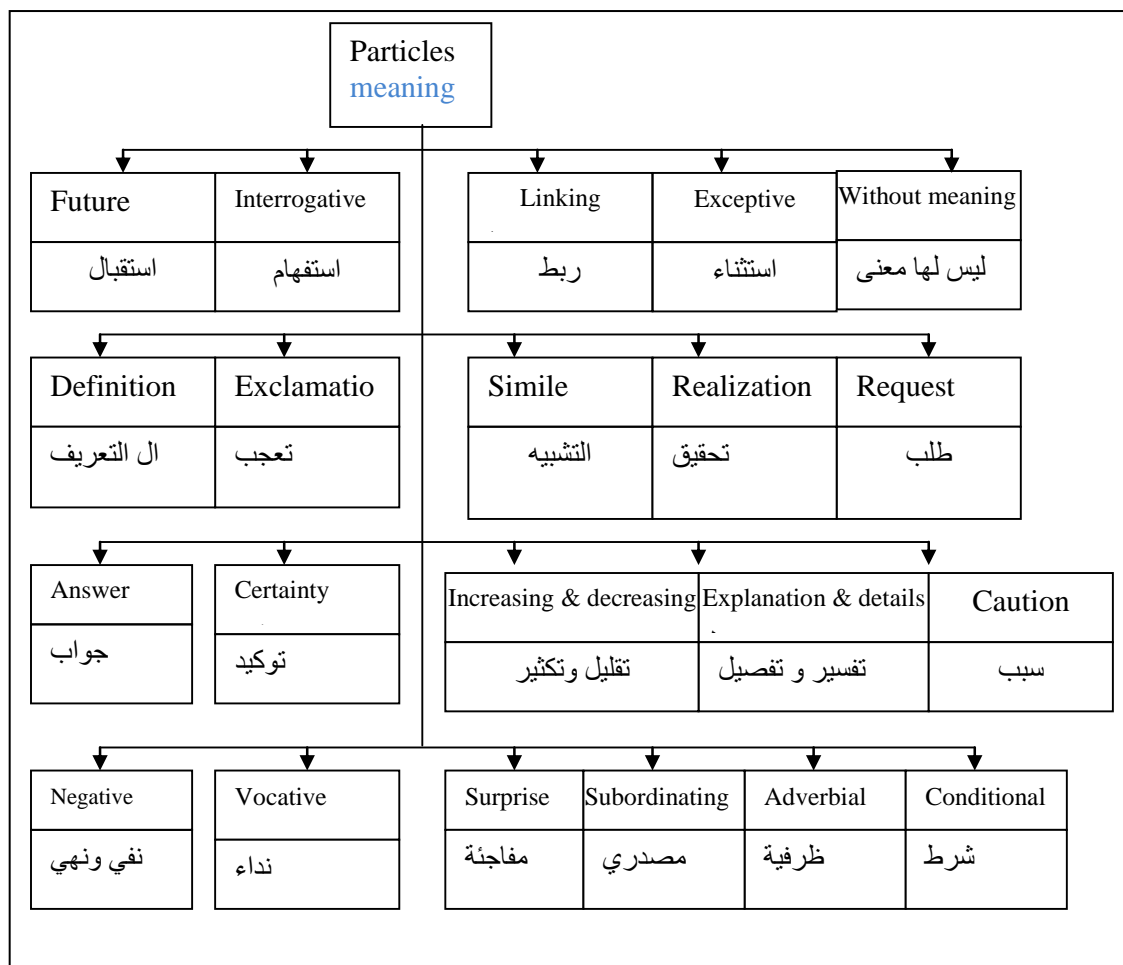 Particles
meaning
Future
Interrogative
Linking
Exceptive
Without meaning
استقبال
استفهام
ربط
استثناء
ليس لها معنى
Definition
Exclamatio
Simile
Realization
Request
ال التعريف
تعجب
التشبيه
تحقيق
طلب
Answer
Certainty
Increasing & decreasing
Explanation & details
Caution
جواب
توكيد
تقليل وتكثير
تفسير و تفصيل
سبب
Negative
Vocative
Surprise
Subordinating
Adverbial
Conditional
نفي ونهي
نداء
مفاجئة
مصدري
ظرفية
شرط